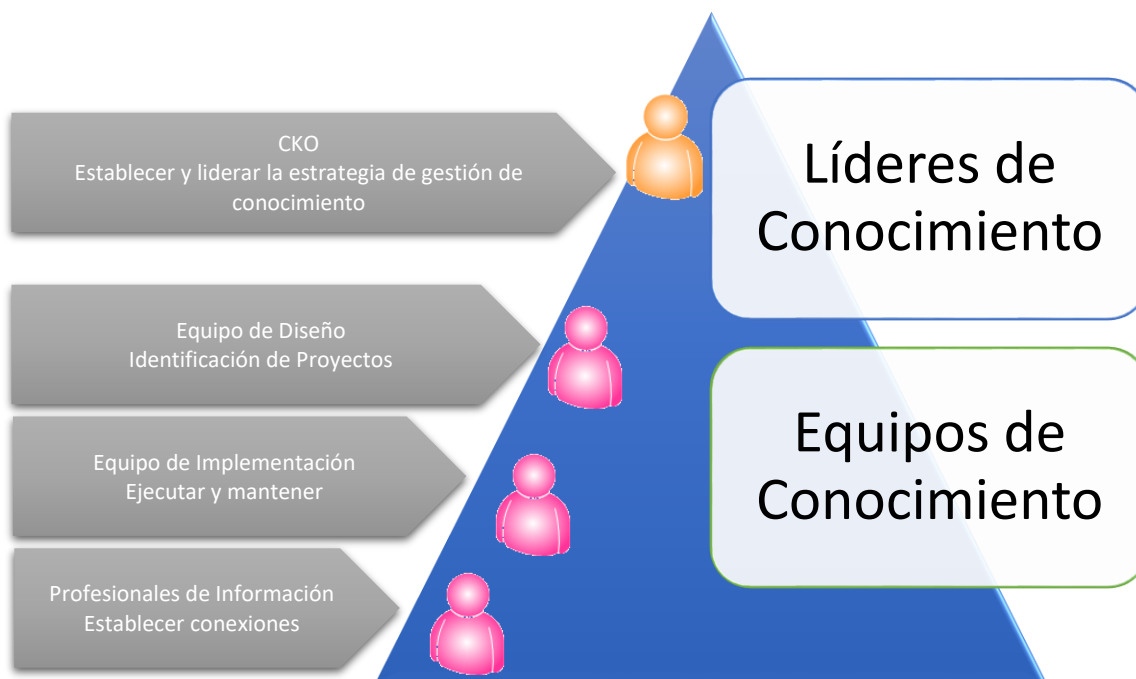 CKO
Establecer y liderar la estrategia de gestión de
conocimiento
Líderes de
Conocimiento
Equipo de Diseño
Identificación de Proyectos
Equipos de
Conocimiento
Equipo de Implementación
Ejecutar y mantener
Profesionales de Información
Establecer conexiones